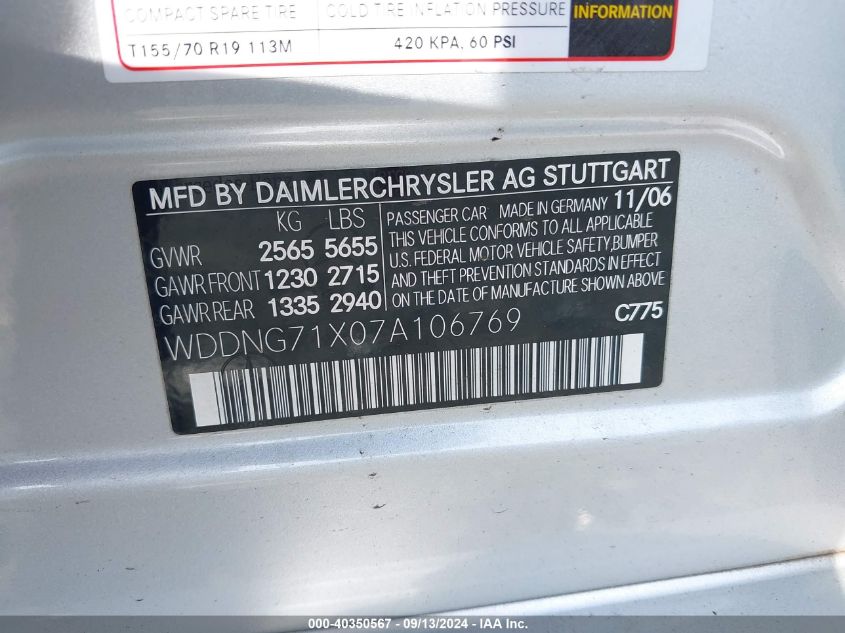 COMPACT SPARE TIRE COLD TIRE INFLATION PRESSURE INFORMATION
T155/70 R19 113M 420 KPA, 60 PSI
MFD BY DAIMLERCHRYSLER AG STUTTGART
KG LBS
GVWR 2565 5655
GAWR FRONT 1230 2715
GAWR REAR 1335 2940
PASSENGER CAR MADE IN GERMANY 11/06
THIS VEHICLE CONFORMS TO ALL APPLICABLE
U.S. FEDERAL MOTOR VEHICLE SAFETY, BUMPER
AND THEFT PREVENTION STANDARDS IN EFFECT
ON THE DATE OF MANUFACTURE SHOWN ABOVE
C775
WDDNG71X07A106769
000-40350567 - 09/13/2024 - IAAI.COM